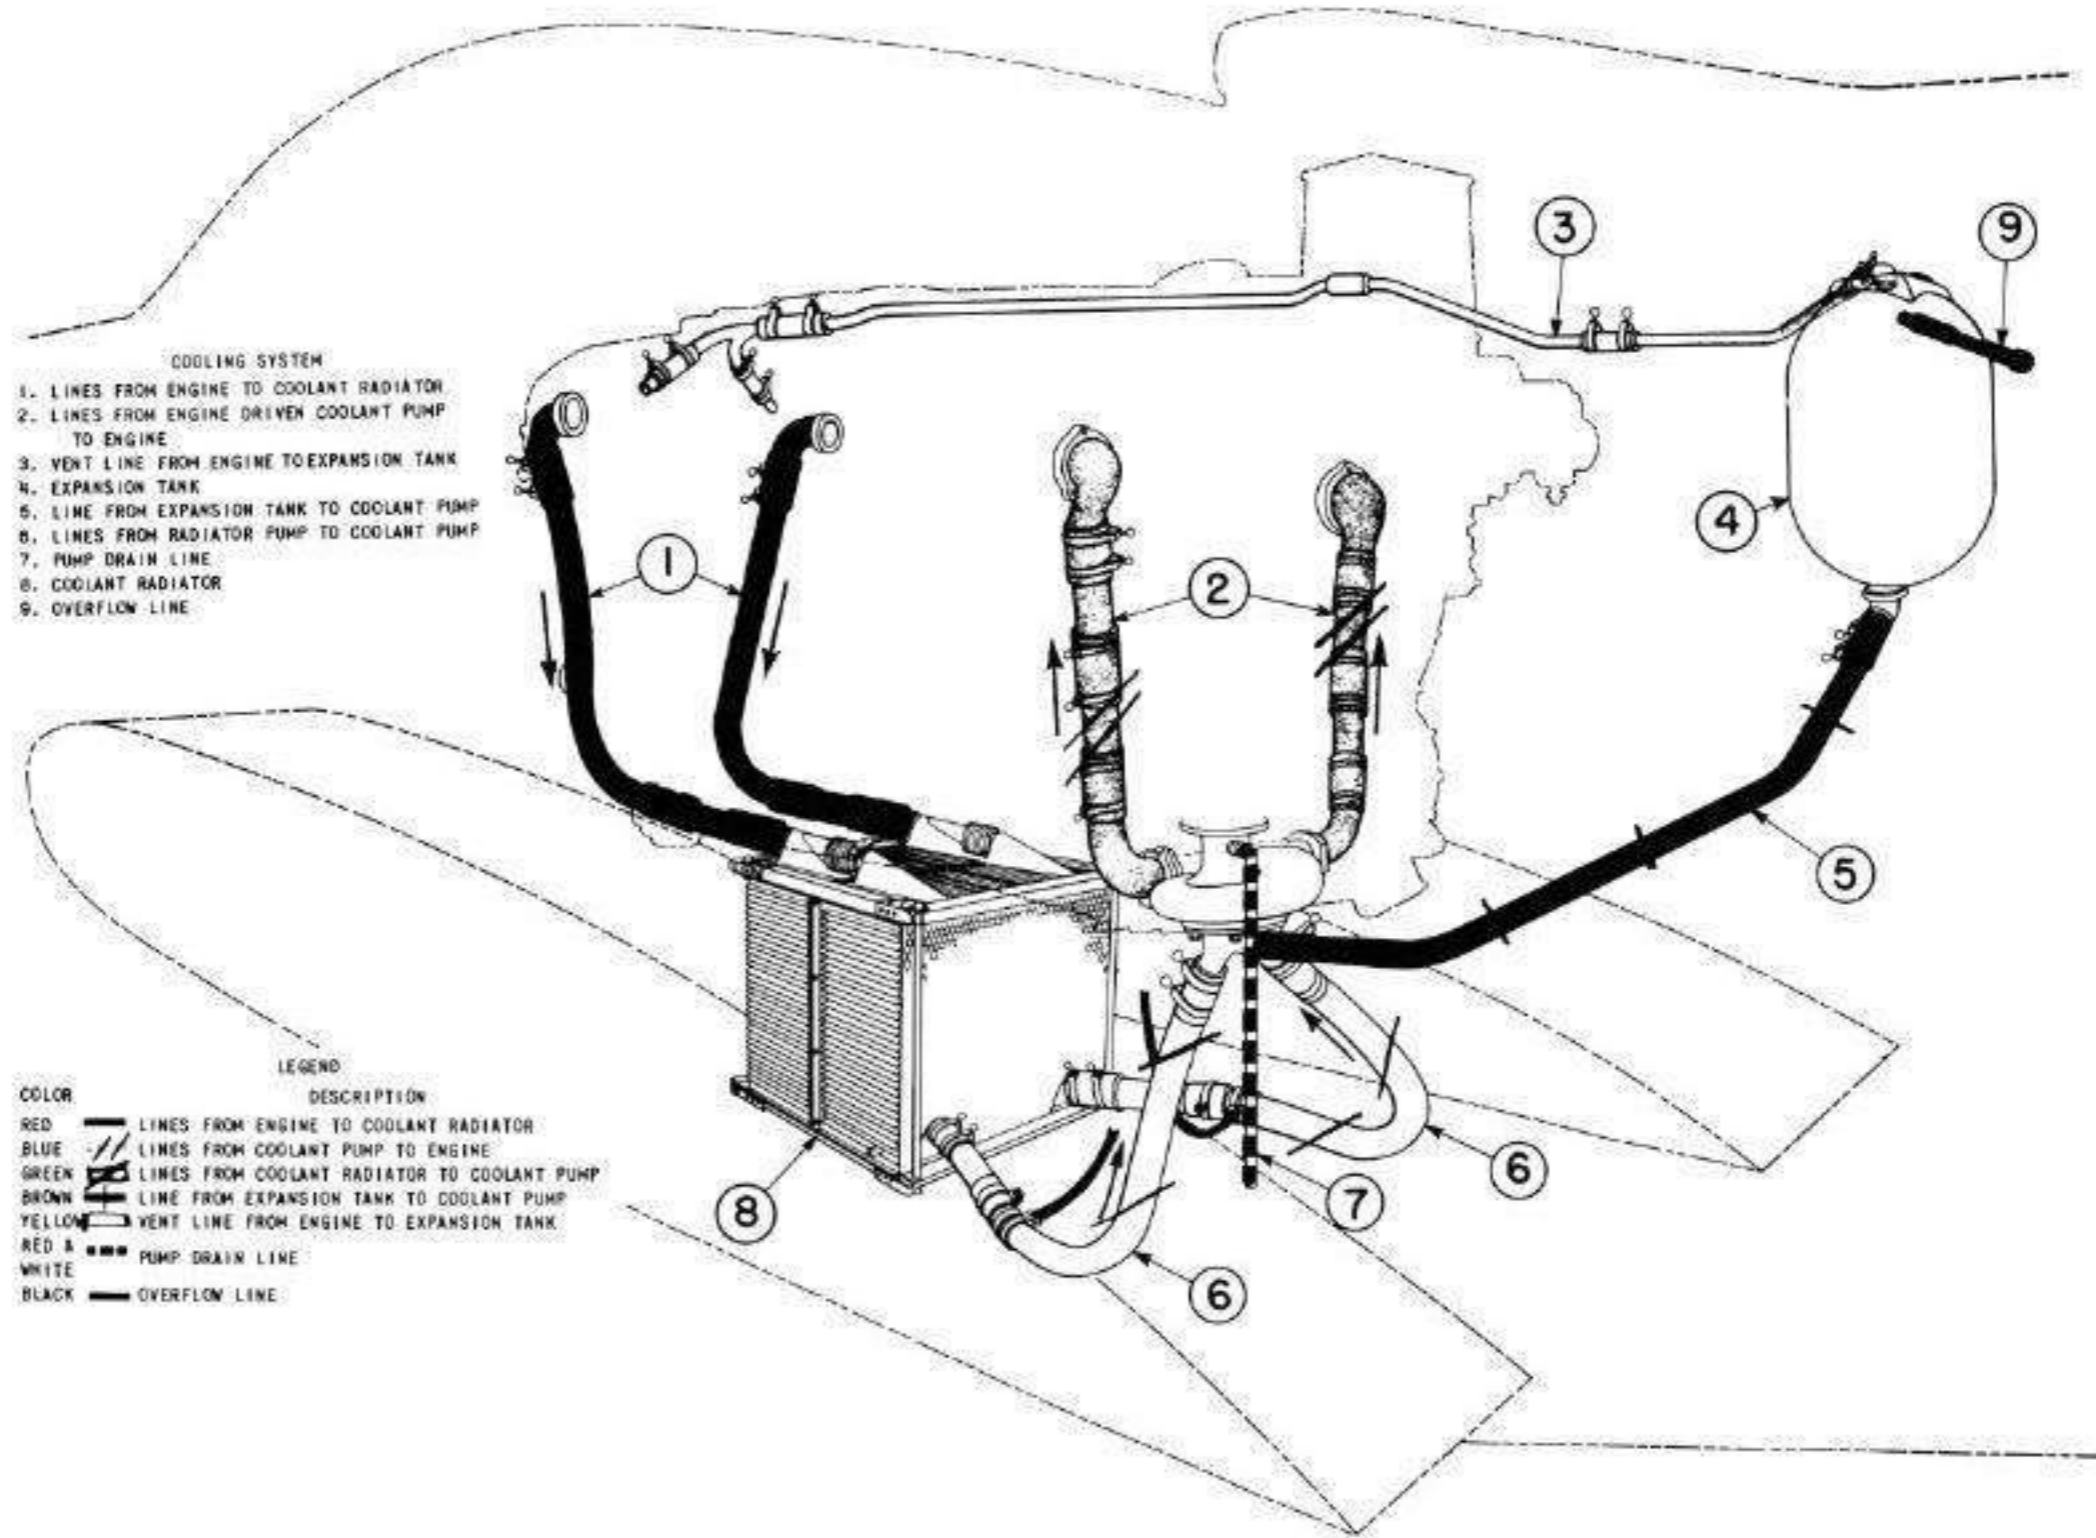 COOLING SYSTEM
1. LINES FROM ENGINE TO COOLANT RADIATOR
2. LINES FROM ENGINE DRIVEN COOLANT PUMP
TO ENGINE
3. VENT LINE FROM ENGINE TO EXPANSION TANK
4. EXPANSION TANK
5. LINE FROM EXPANSION TANK TO COOLANT PUMP
6. LINES FROM RADIATOR PUMP TO COOLANT PUMP
7. PUMP DRAIN LINE
8. COOLANT RADIATOR
9. OVERFLOW LINE
3
9
1
2
4
5
6
7
8
6
LEGEND
COLOR DESCRIPTION
RED LINES FROM ENGINE TO COOLANT RADIATOR
BLUE LINES FROM COOLANT PUMP TO ENGINE
GREEN LINES FROM COOLANT RADIATOR TO COOLANT PUMP
BROWN LINE FROM EXPANSION TANK TO COOLANT PUMP
YELLOW VENT LINE FROM ENGINE TO EXPANSION TANK
RED & WHITE PUMP DRAIN LINE
BLACK OVERFLOW LINE